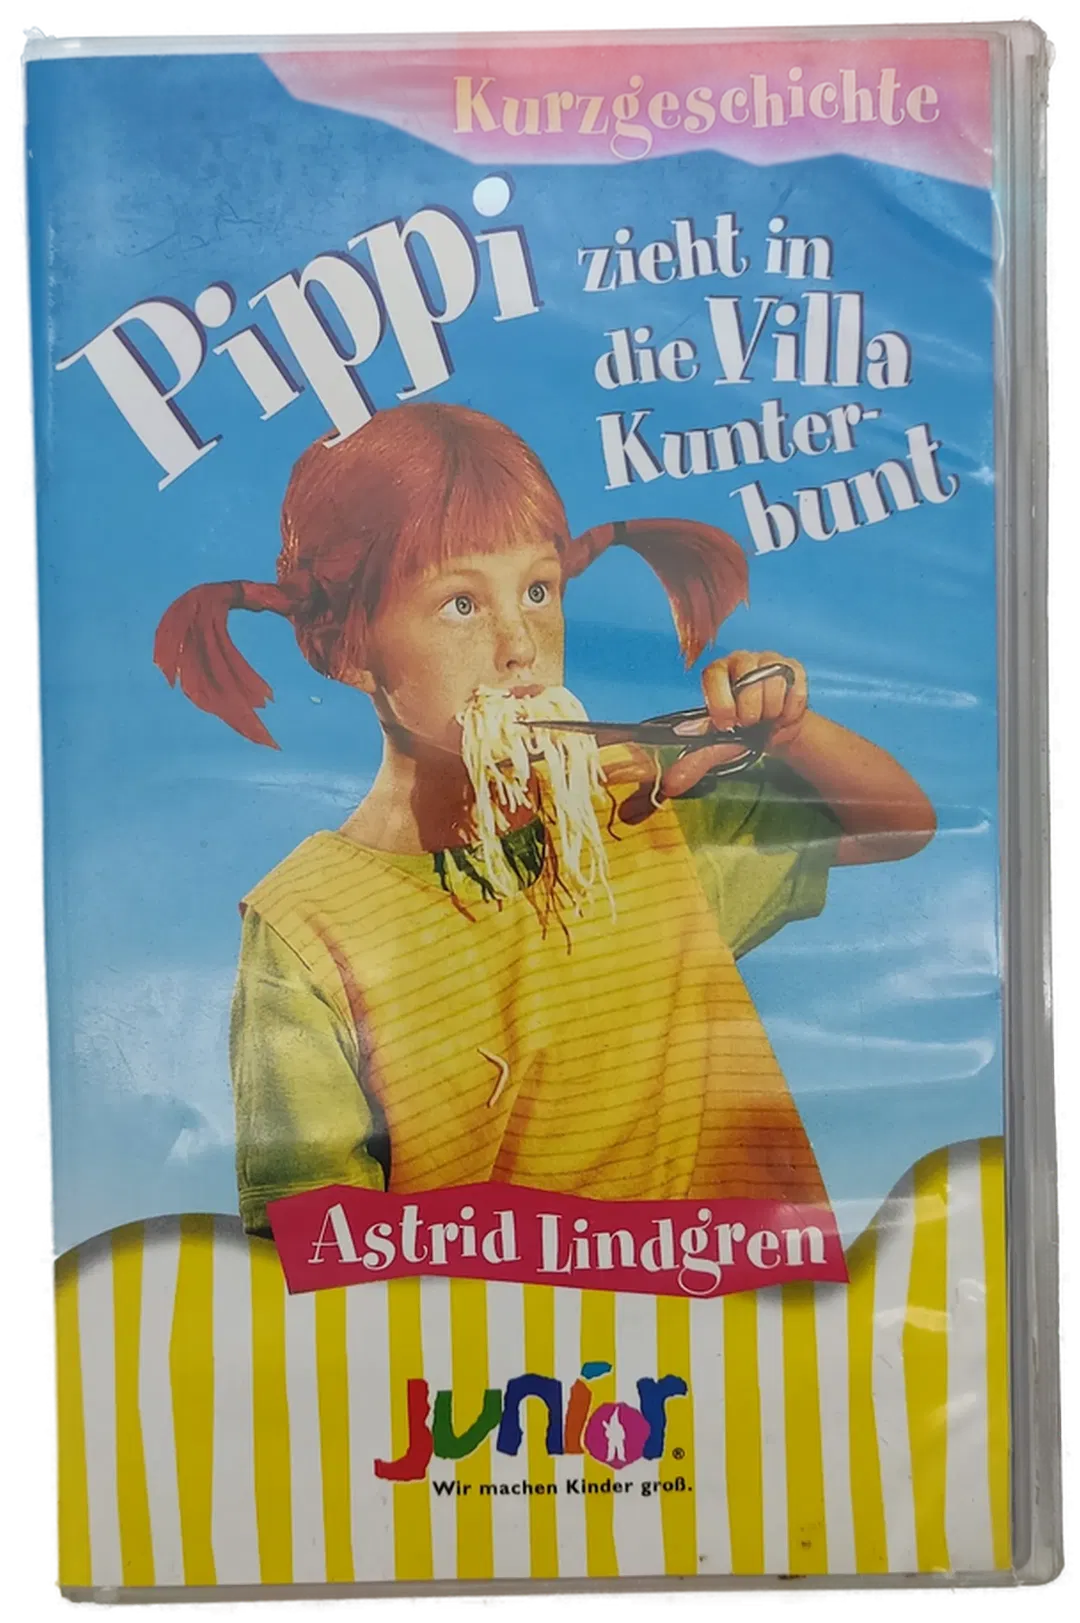 Kurzgeschichte
Pippi
zieht in
die Villa
Kunter-
bunt
Astrid Lindgren
junior®
Wir machen Kinder groß.